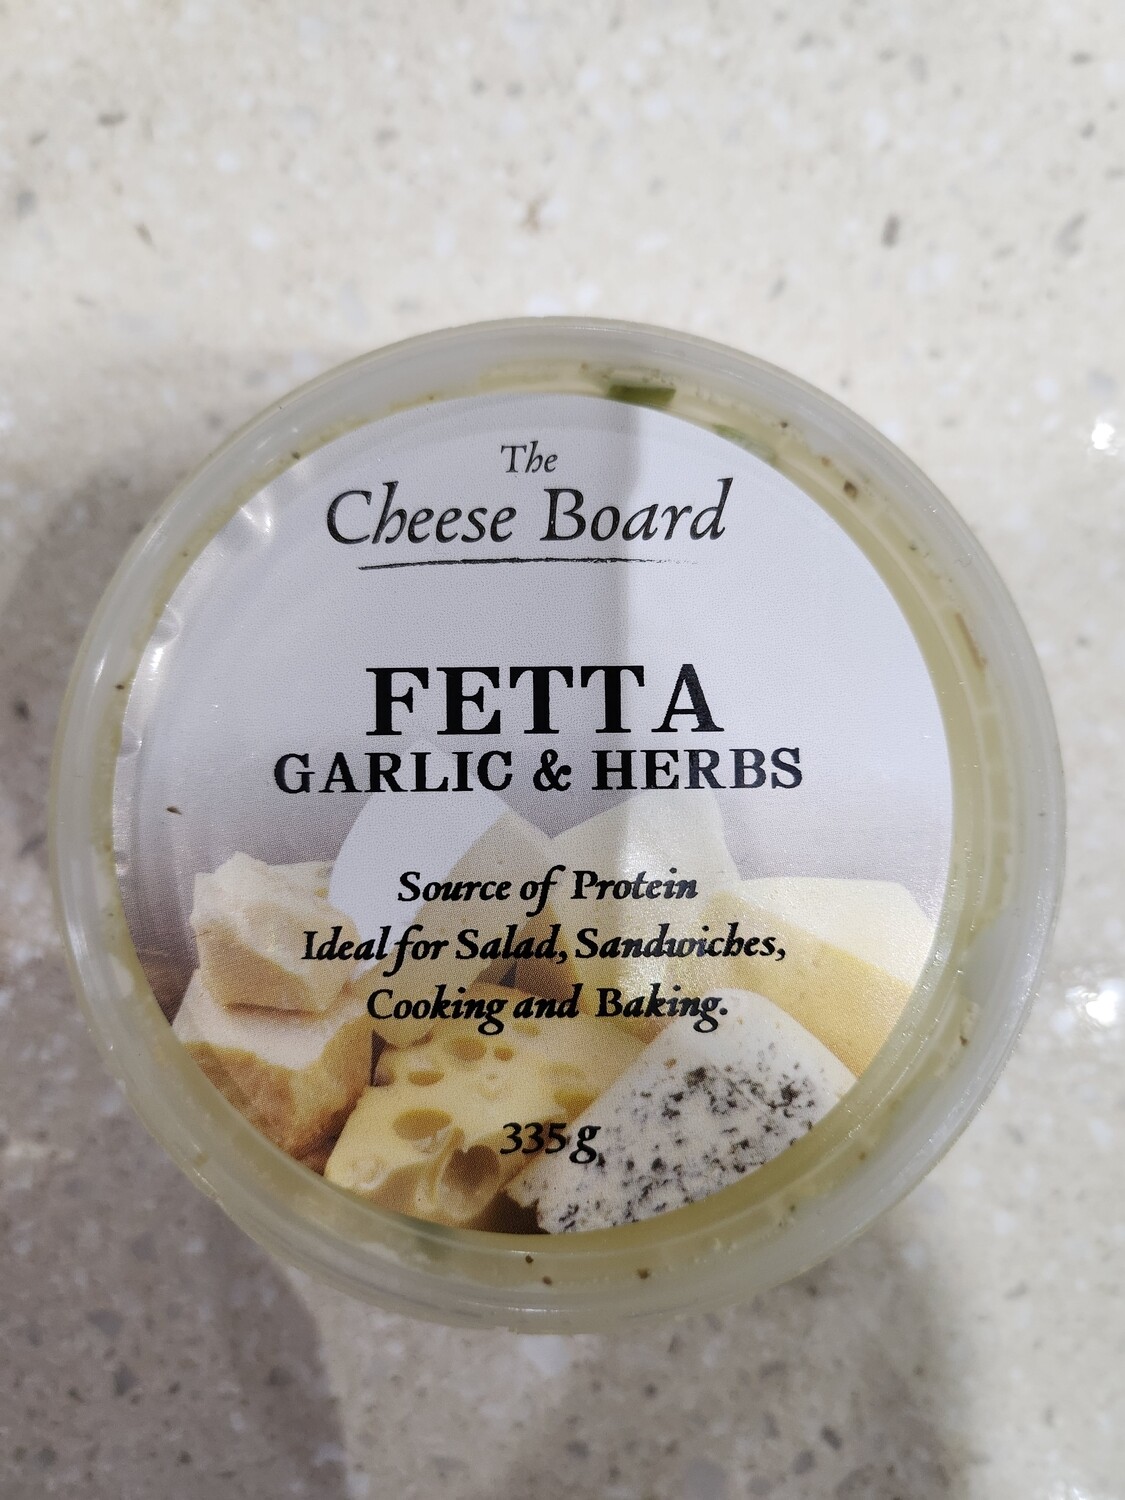 The
Cheese Board
FETTA
GARLIC & HERBS
Source of Protein
Ideal for Salad, Sandwiches,
Cooking and Baking.
335g